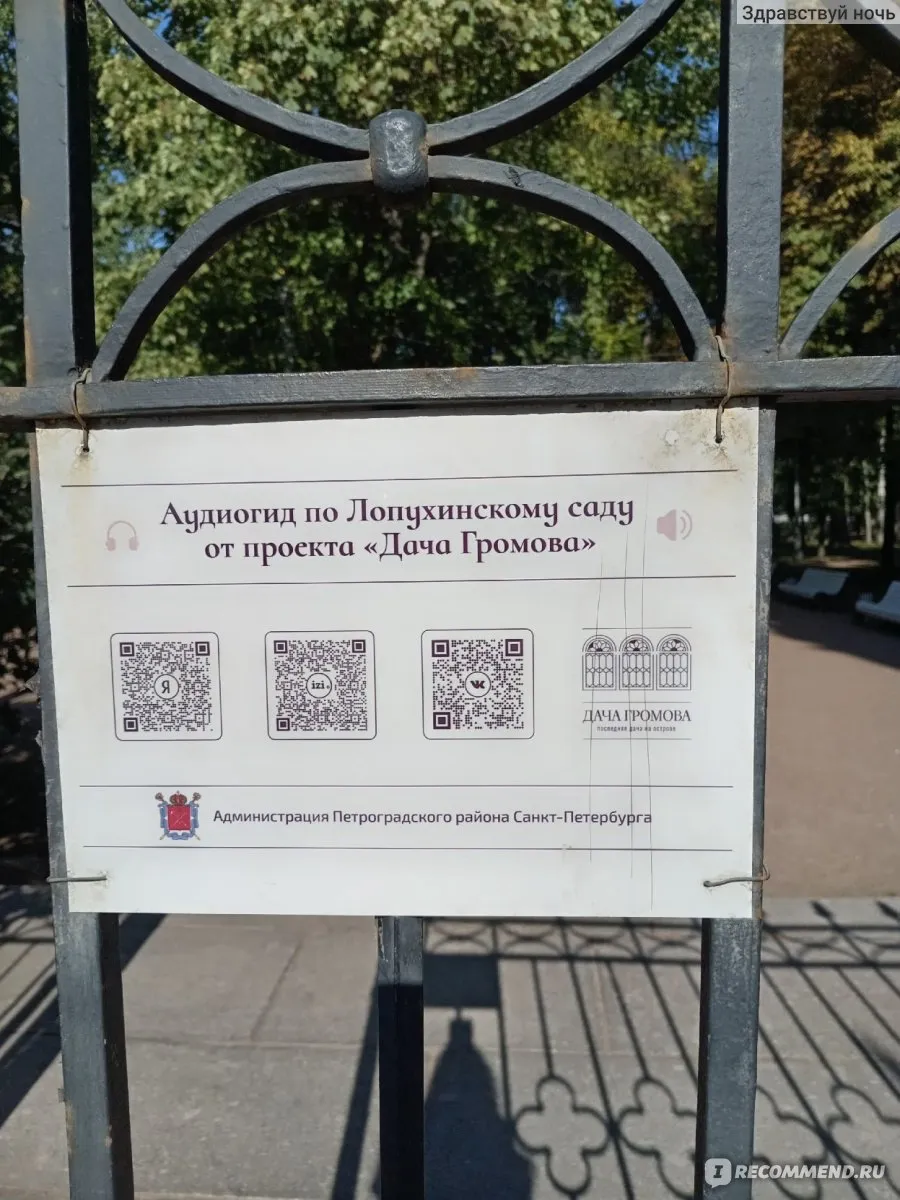 Здравствуй ночь
Аудиогид по Лопухинскому саду
от проекта «Дача Громова»
Я
izi.
VK
ДАЧА ГРОМОВА
последняя дача на острове
Администрация Петроградского района Санкт-Петербурга
I RECOMMEND.RU